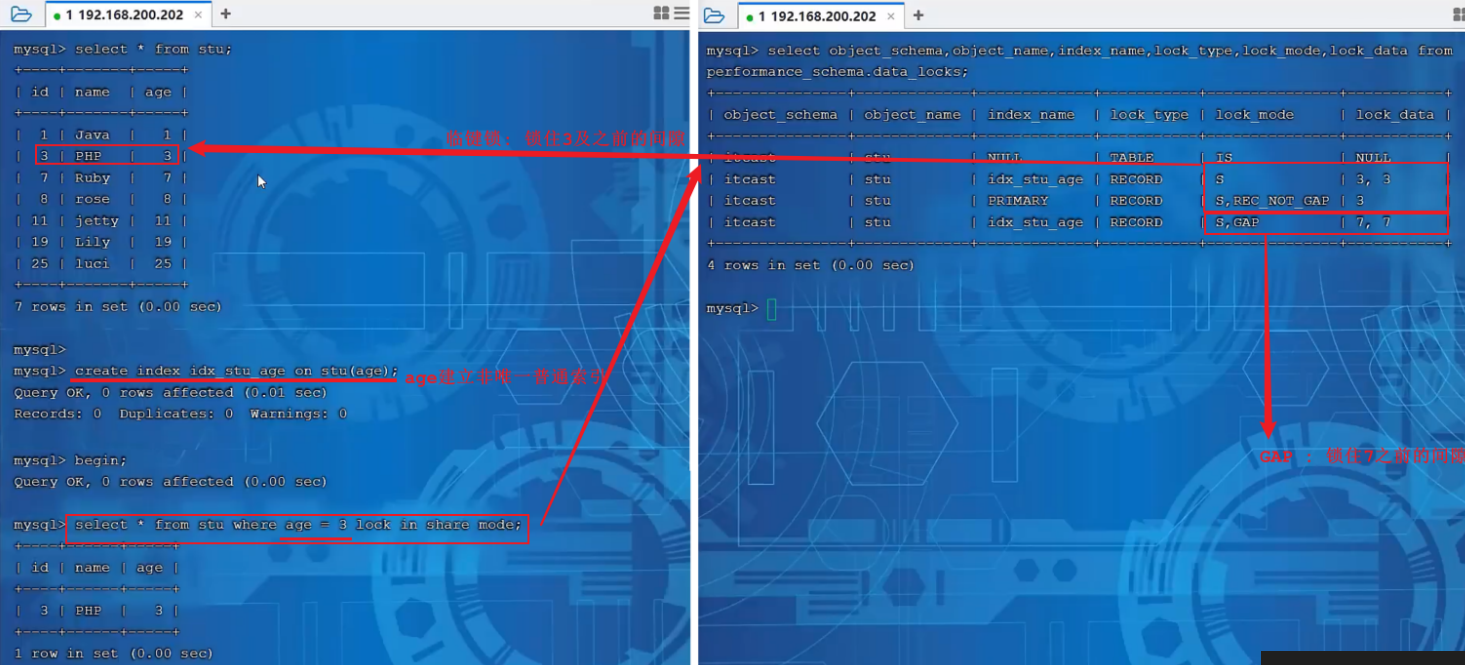 1 192.168.200.202 × +
mysql> select * from stu;
+----+-------+-----+
| id | name | age |
+----+-------+-----+
| 1 | Java | 1 |
| 3 | PHP | 3 |
| 7 | Ruby | 7 |
| 8 | rose | 8 |
| 11 | jetty | 11 |
| 19 | Lily | 19 |
| 25 | luci | 25 |
+----+-------+-----+
7 rows in set (0.00 sec)
mysql>
mysql> create index idx_stu_age on stu(age);
age建立非唯一普通索引
Query OK, 0 rows affected (0.01 sec)
Records: 0 Duplicates: 0 Warnings: 0
mysql> begin;
Query OK, 0 rows affected (0.00 sec)
mysql> select * from stu where age = 3 lock in share mode;
+----+------+-----+
| id | name | age |
+----+------+-----+
| 3 | PHP | 3 |
+----+------+-----+
1 row in set (0.00 sec)
临键锁: 锁住3及之前的间隙
1 192.168.200.202 × +
mysql> select object_schema,object_name,index_name,lock_type,lock_mode,lock_data from
performance_schema.data_locks;
+---------------+-------------+-------------+-----------+---------------+-----------+
| object_schema | object_name | index_name | lock_type | lock_mode | lock_data |
+---------------+-------------+-------------+-----------+---------------+-----------+
| itcast | stu | NULL | TABLE | IS | NULL |
| itcast | stu | idx_stu_age | RECORD | S | 3, 3 |
| itcast | stu | PRIMARY | RECORD | S,REC_NOT_GAP | 3 |
| itcast | stu | idx_stu_age | RECORD | S,GAP | 7, 7 |
+---------------+-------------+-------------+-----------+---------------+-----------+
4 rows in set (0.00 sec)
mysql>
GAP : 锁住7之前的间隙